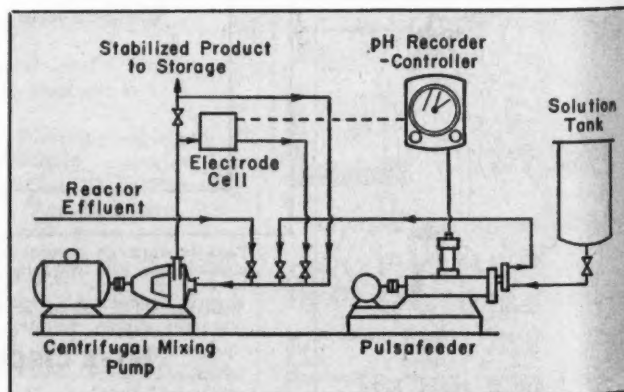 Stabilized Product
to Storage
pH Recorder
-Controller
Solution
Tank
Electrode
Cell
Reactor
Effluent
Centrifugal Mixing
Pump
Pulsafeeder